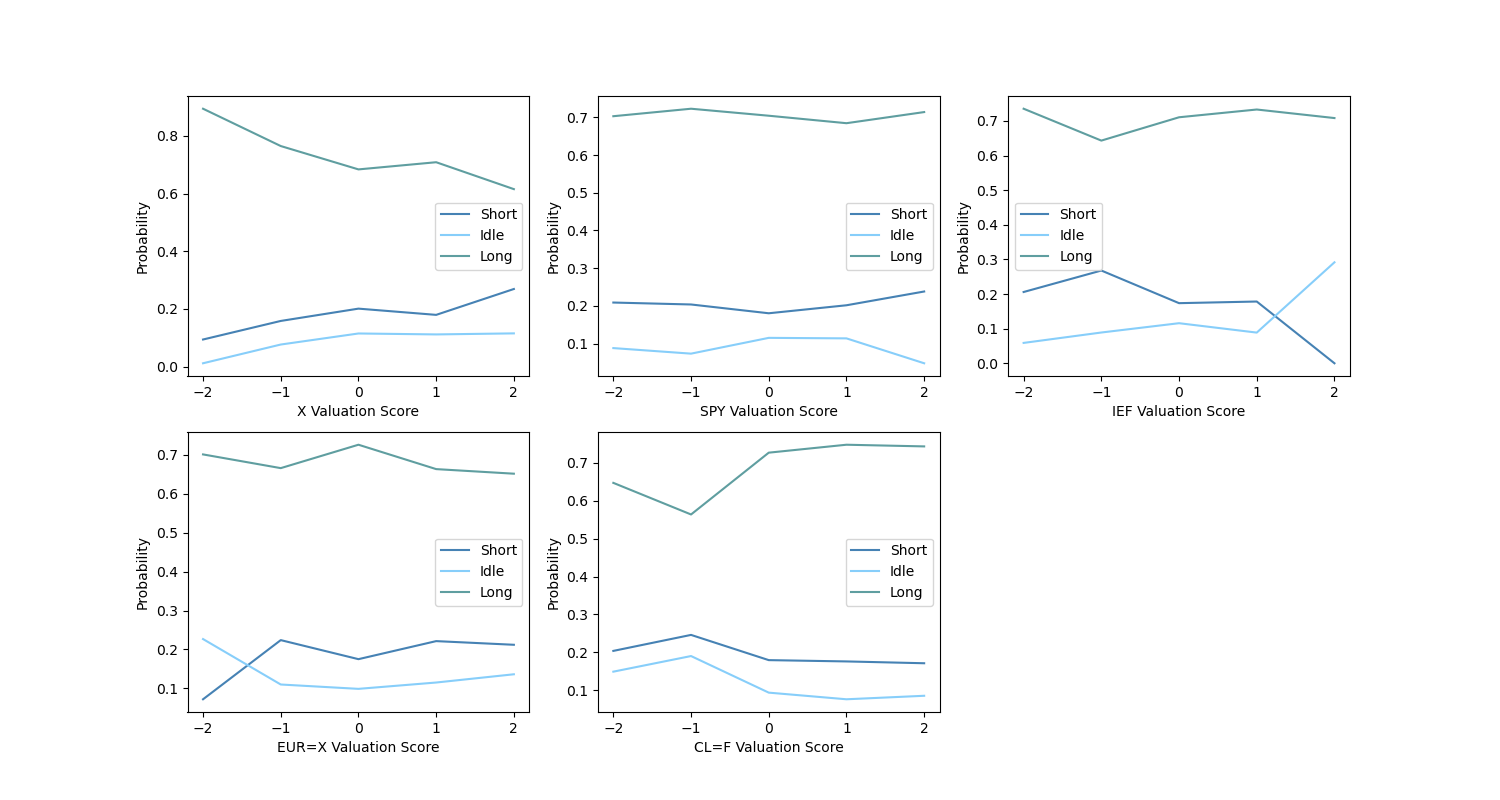 Probability
0.8
0.6
0.4
0.2
0.0
Short
Idle
Long
−2 −1 0 1 2
X Valuation Score
Probability
0.7
0.6
0.5
0.4
0.3
0.2
0.1
Short
Idle
Long
−2 −1 0 1 2
SPY Valuation Score
Probability
0.7
0.6
0.5
0.4
0.3
0.2
0.1
0.0
Short
Idle
Long
−2 −1 0 1 2
IEF Valuation Score
Probability
0.7
0.6
0.5
0.4
0.3
0.2
0.1
Short
Idle
Long
−2 −1 0 1 2
EUR=X Valuation Score
Probability
0.7
0.6
0.5
0.4
0.3
0.2
0.1
Short
Idle
Long
−2 −1 0 1 2
CL=F Valuation Score